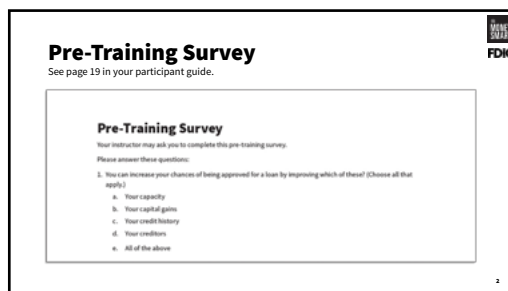 MONEY
SMART
FDIC
Pre-Training Survey
See page 19 in your participant guide.
Pre-Training Survey
Your instructor may ask you to complete this pre-training survey.
Please answer these questions:
1. You can increase your chances of being approved for a loan by improving which of these? (Choose all that
apply.)
a. Your capacity
b. Your capital gains
c. Your credit history
d. Your creditors
e. All of the above
2